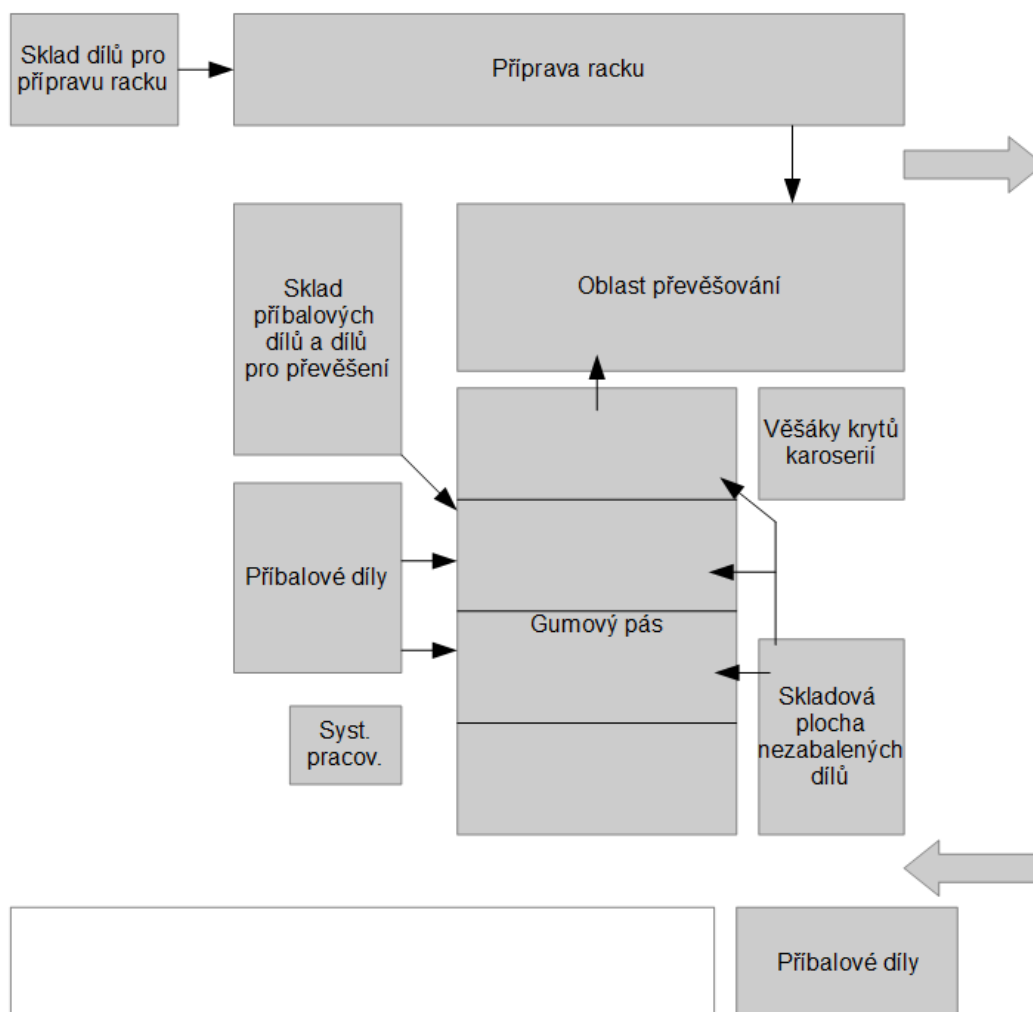 Sklad dílů pro
přípravu racku
Příprava racku
Sklad
příbalových
dílů a dílů
pro převěšení
Oblast převěšování
Věšáky krytů
karoserií
Příbalové díly
Gumový pás
Skladová
plocha
nezabalených
dílů
Syst.
pracov.
Příbalové díly